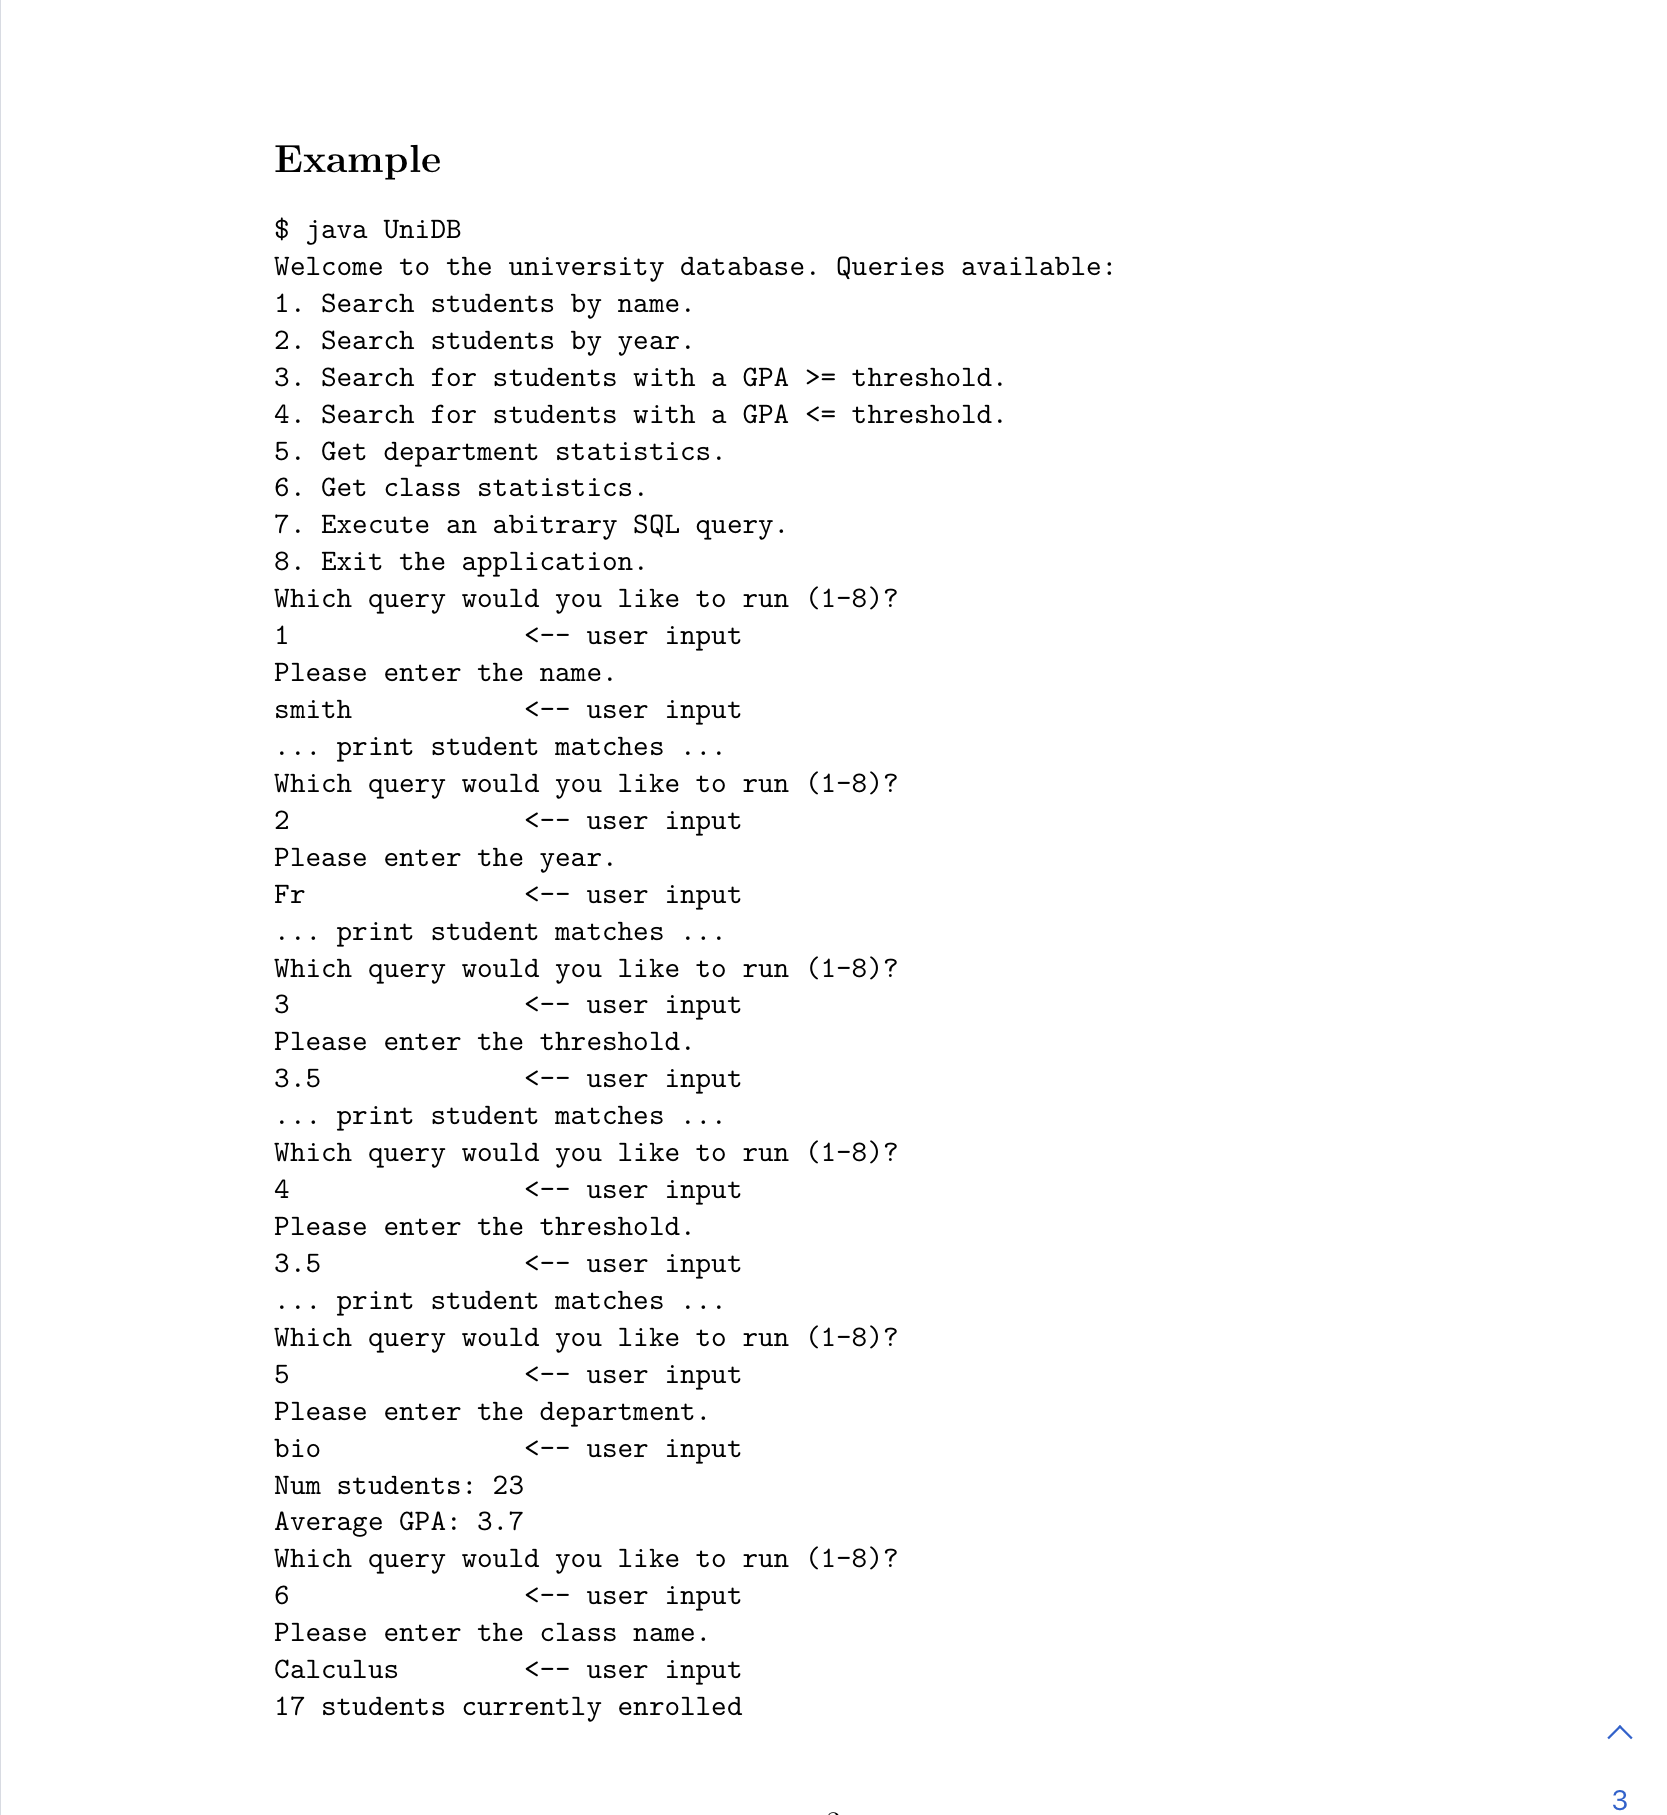 Example
$ java UniDB
Welcome to the university database. Queries available:
1. Search students by name.
2. Search students by year.
3. Search for students with a GPA >= threshold.
4. Search for students with a GPA <= threshold.
5. Get department statistics.
6. Get class statistics.
7. Execute an abitrary SQL query.
8. Exit the application.
Which query would you like to run (1-8)?
1 <-- user input
Please enter the name.
smith <-- user input
... print student matches ...
Which query would you like to run (1-8)?
2 <-- user input
Please enter the year.
Fr <-- user input
... print student matches ...
Which query would you like to run (1-8)?
3 <-- user input
Please enter the threshold.
3.5 <-- user input
... print student matches ...
Which query would you like to run (1-8)?
4 <-- user input
Please enter the threshold.
3.5 <-- user input
... print student matches ...
Which query would you like to run (1-8)?
5 <-- user input
Please enter the department.
bio <-- user input
Num students: 23
Average GPA: 3.7
Which query would you like to run (1-8)?
6 <-- user input
Please enter the class name.
Calculus <-- user input
17 students currently enrolled
3